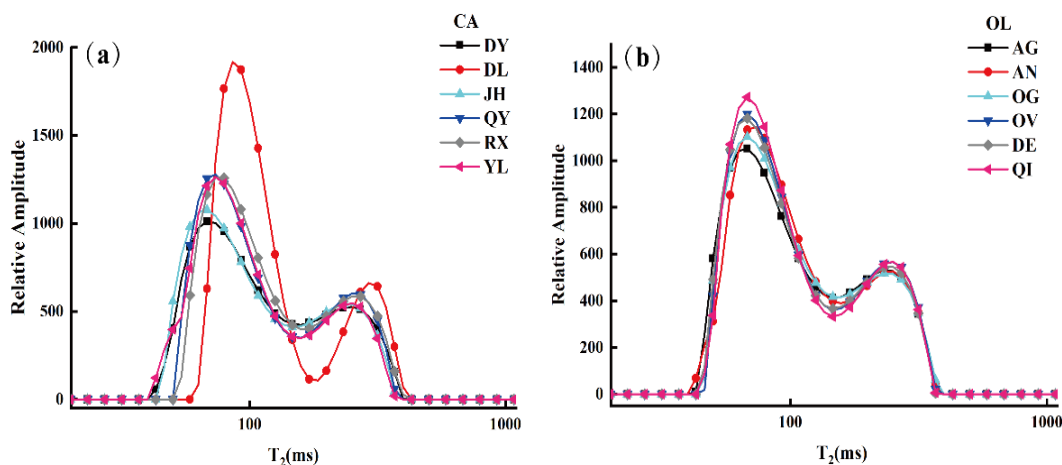 (a)
CA
DY
DL
JH
QY
RX
YL
2000
1500
1000
500
0
Relative Amplitude
100
1000
T2(ms)
(b)
OL
AG
AN
OG
OV
DE
QI
1400
1200
1000
800
600
400
200
0
Relative Amplitude
100
1000
T2(ms)